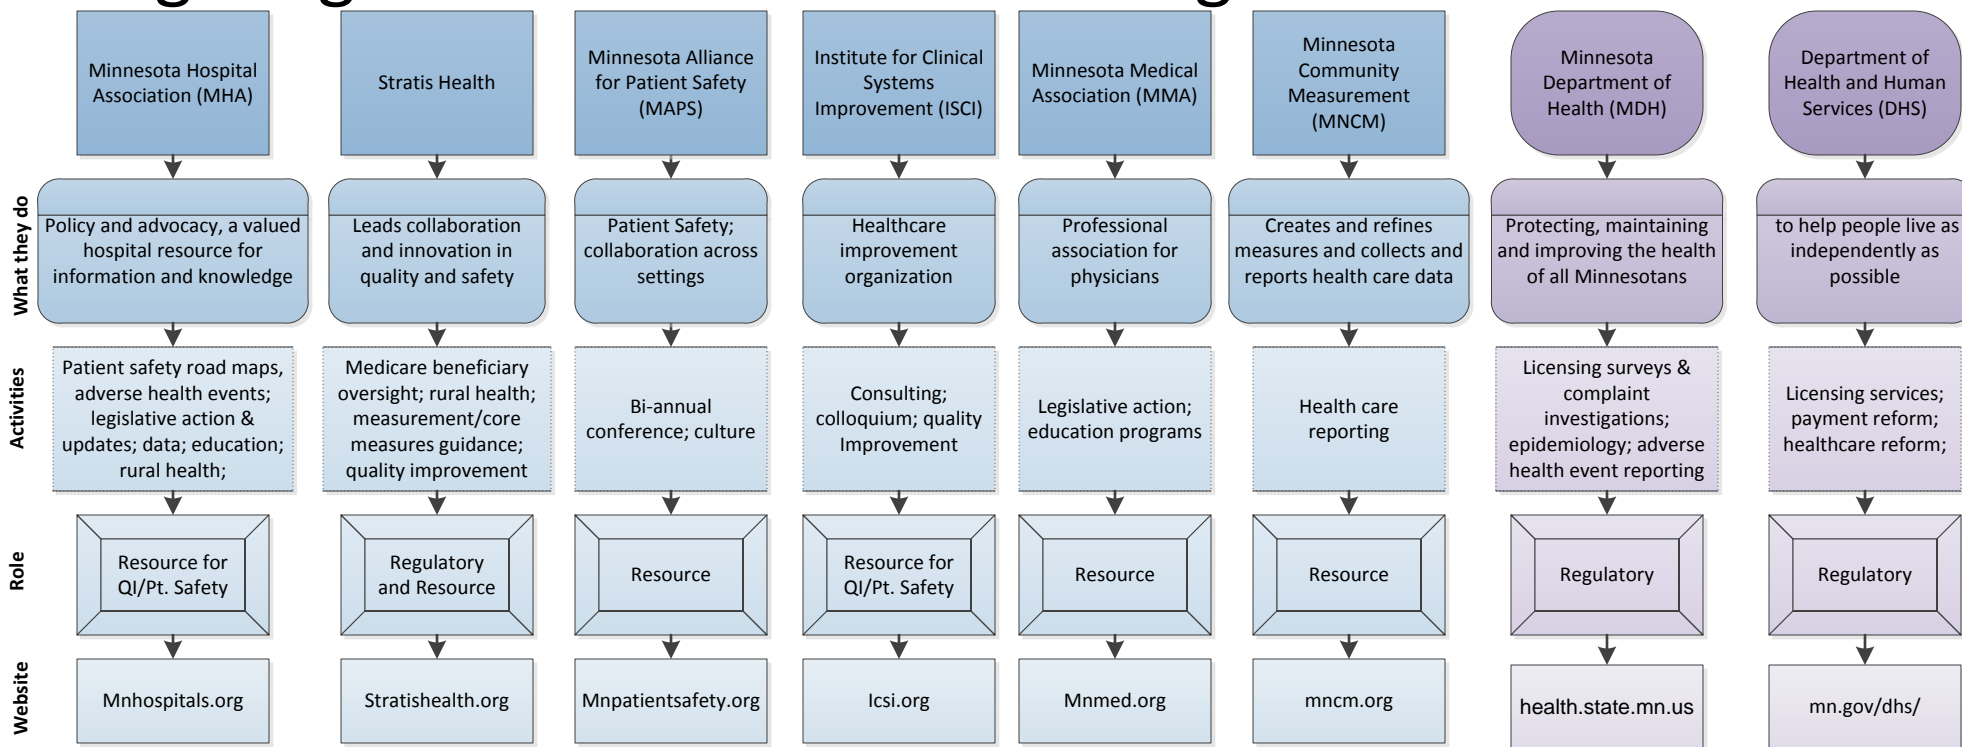 Minnesota Hospital
Association (MHA)
Stratis Health
Minnesota Alliance
for Patient Safety
(MAPS)
Institute for Clinical
Systems
Improvement (ISCI)
Minnesota Medical
Association (MMA)
Minnesota
Community
Measurement
(MNCM)
Minnesota
Department of
Health (MDH)
Department of
Health and Human
Services (DHS)
What they do
Policy and advocacy, a valued
hospital resource for
information and knowledge
Leads collaboration
and innovation in
quality and safety
Patient Safety;
collaboration across
settings
Healthcare
improvement
organization
Professional
association for
physicians
Creates and refines
measures and collects and
reports health care data
Protecting, maintaining
and improving the health
of all Minnesotans
to help people live as
independently as
possible
Activities
Patient safety road maps,
adverse health events;
legislative action &
updates; data; education;
rural health;
Medicare beneficiary
oversight; rural health;
measurement/core
measures guidance;
quality improvement
Bi-annual
conference; culture
Consulting;
colloquium; quality
Improvement
Legislative action;
education programs
Health care
reporting
Licensing surveys &
complaint
investigations;
epidemiology; adverse
health event reporting
Licensing services;
payment reform;
healthcare reform;
Role
Resource for
QI/Pt. Safety
Regulatory
and Resource
Resource
Resource for
QI/Pt. Safety
Resource
Resource
Regulatory
Regulatory
Website
Mnhospitals.org
Stratishealth.org
Mnpatientsafety.org
Icsi.org
Mnmed.org
mncm.org
health.state.mn.us
mn.gov/dhs/